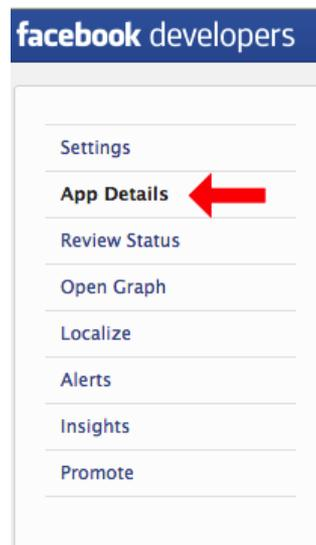 facebook developers
Settings
App Details
Review Status
Open Graph
Localize
Alerts
Insights
Promote